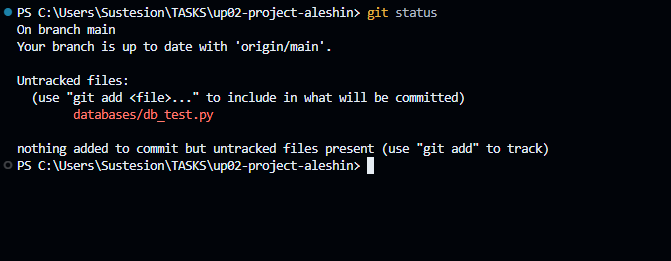 PS C:\Users\Sustesion\TASKS\up02-project-aleshin> git status
On branch main
Your branch is up to date with 'origin/main'.
Untracked files:
  (use "git add <file>..." to include in what will be committed)
        databases/db_test.py
nothing added to commit but untracked files present (use "git add" to track)
PS C:\Users\Sustesion\TASKS\up02-project-aleshin>